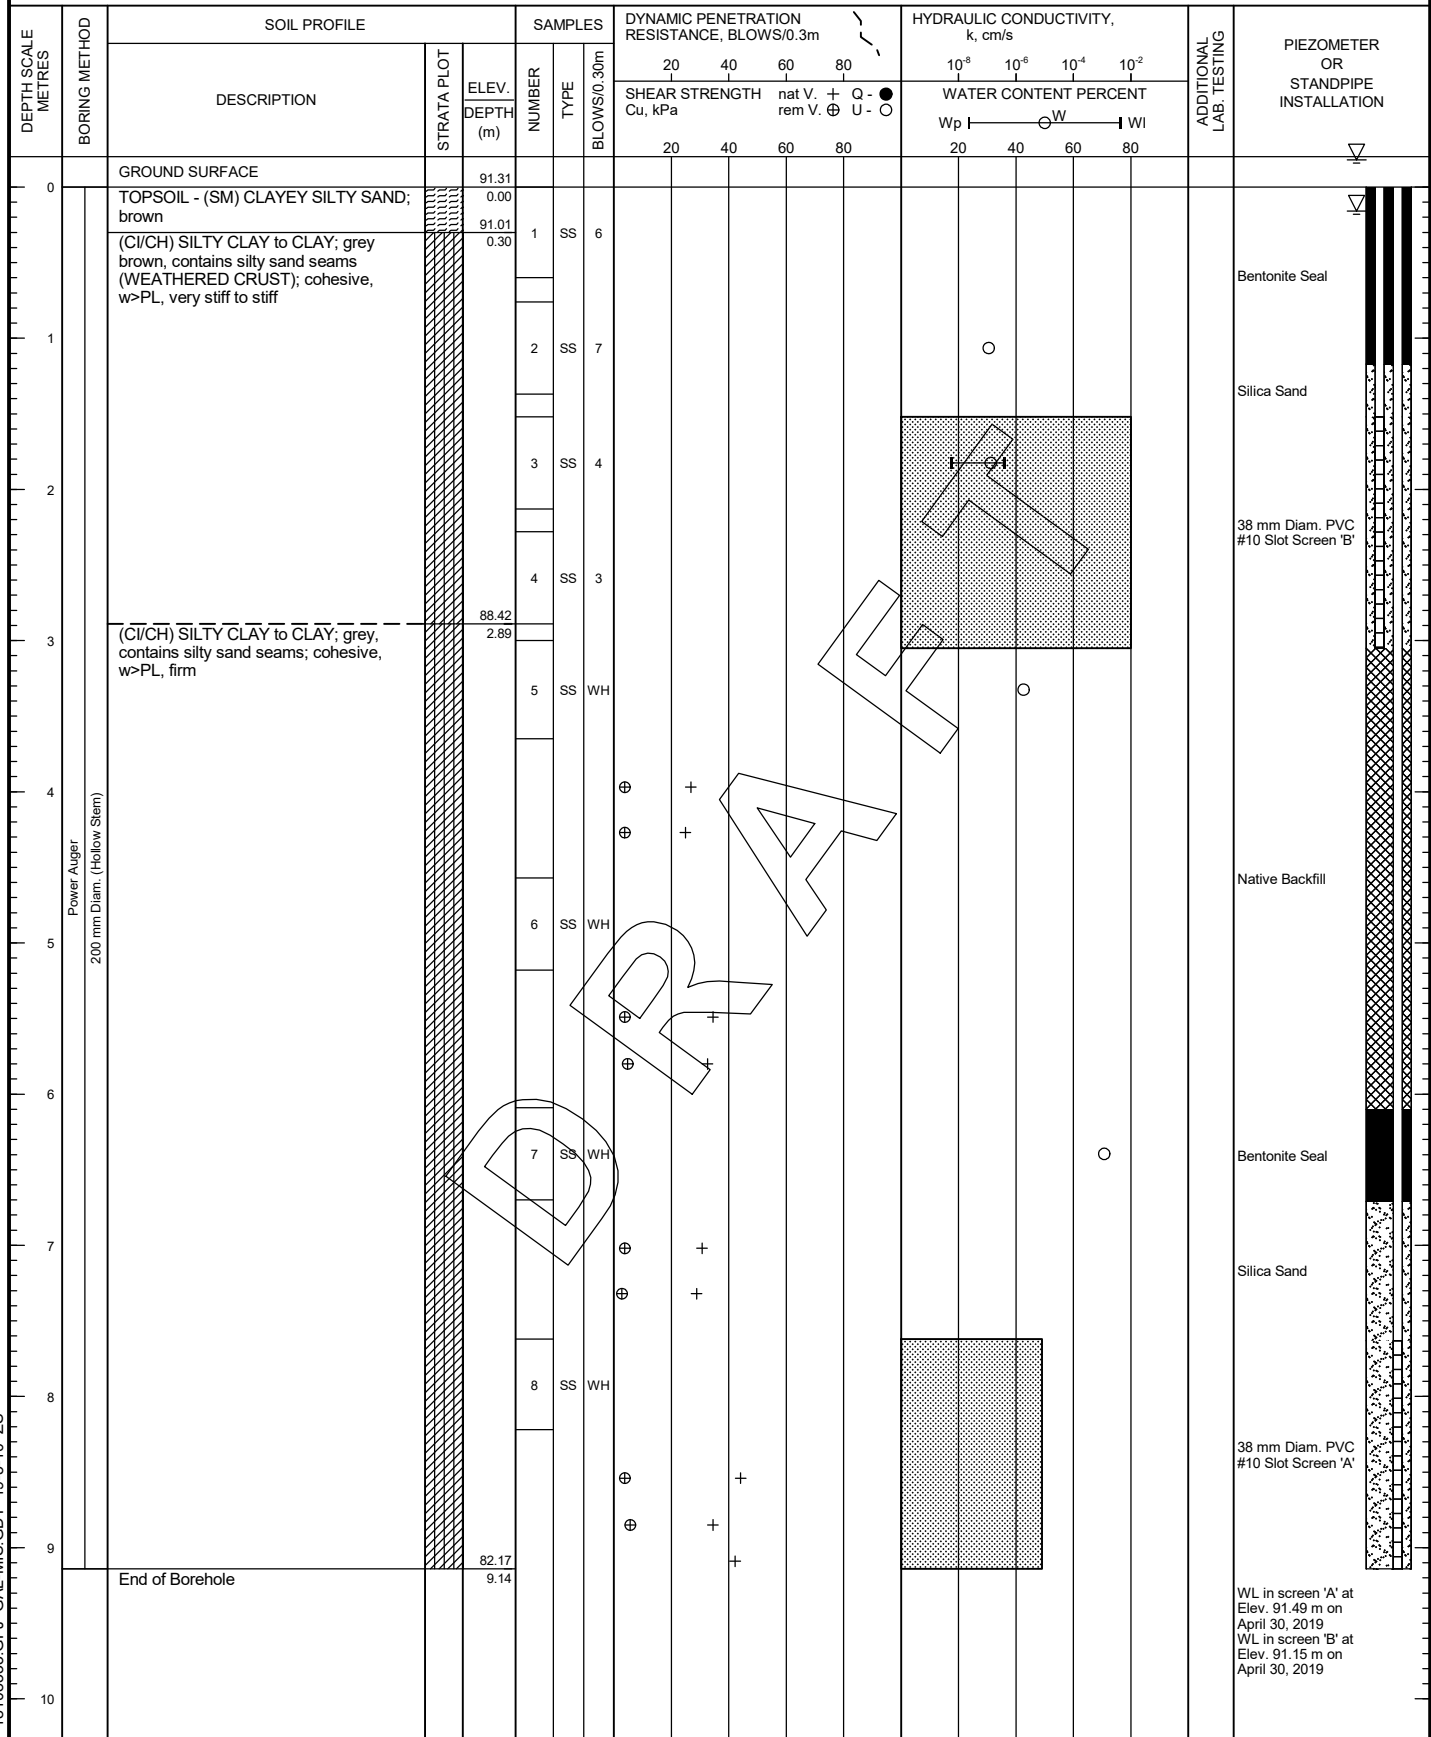 DEPTH SCALE
METRES
BORING METHOD
SOIL PROFILE
DESCRIPTION
STRATA PLOT
ELEV.
DEPTH
(m)
SAMPLES
NUMBER
TYPE
BLOWS/0.30m
DYNAMIC PENETRATION
RESISTANCE, BLOWS/0.3m
20 40 60 80
SHEAR STRENGTH nat V. + Q - ●
Cu, kPa rem V. ⊕ U - ○
20 40 60 80
HYDRAULIC CONDUCTIVITY,
k, cm/s
10-8 10-6 10-4 10-2
WATER CONTENT PERCENT
Wp W Wl
20 40 60 80
ADDITIONAL
LAB. TESTING
PIEZOMETER
OR
STANDPIPE
INSTALLATION
0
GROUND SURFACE
91.31
TOPSOIL - (SM) CLAYEY SILTY SAND;
brown
0.00
91.01
(CI/CH) SILTY CLAY to CLAY; grey
brown, contains silty sand seams
(WEATHERED CRUST); cohesive,
w>PL, very stiff to stiff
0.30
1 SS 6
Bentonite Seal
1
2 SS 7
Silica Sand
3 SS 4
2
38 mm Diam. PVC
#10 Slot Screen 'B'
4 SS 3
88.42
2.89
3
(CI/CH) SILTY CLAY to CLAY; grey,
contains silty sand seams; cohesive,
w>PL, firm
5 SS WH
4
Power Auger
200 mm Diam. (Hollow Stem)
Native Backfill
6 SS WH
5
6
7 SS WH
Bentonite Seal
7
Silica Sand
8 SS WH
8
38 mm Diam. PVC
#10 Slot Screen 'A'
9
82.17
End of Borehole
9.14
WL in screen 'A' at
Elev. 91.49 m on
April 30, 2019
WL in screen 'B' at
Elev. 91.15 m on
April 30, 2019
10
DRAFT